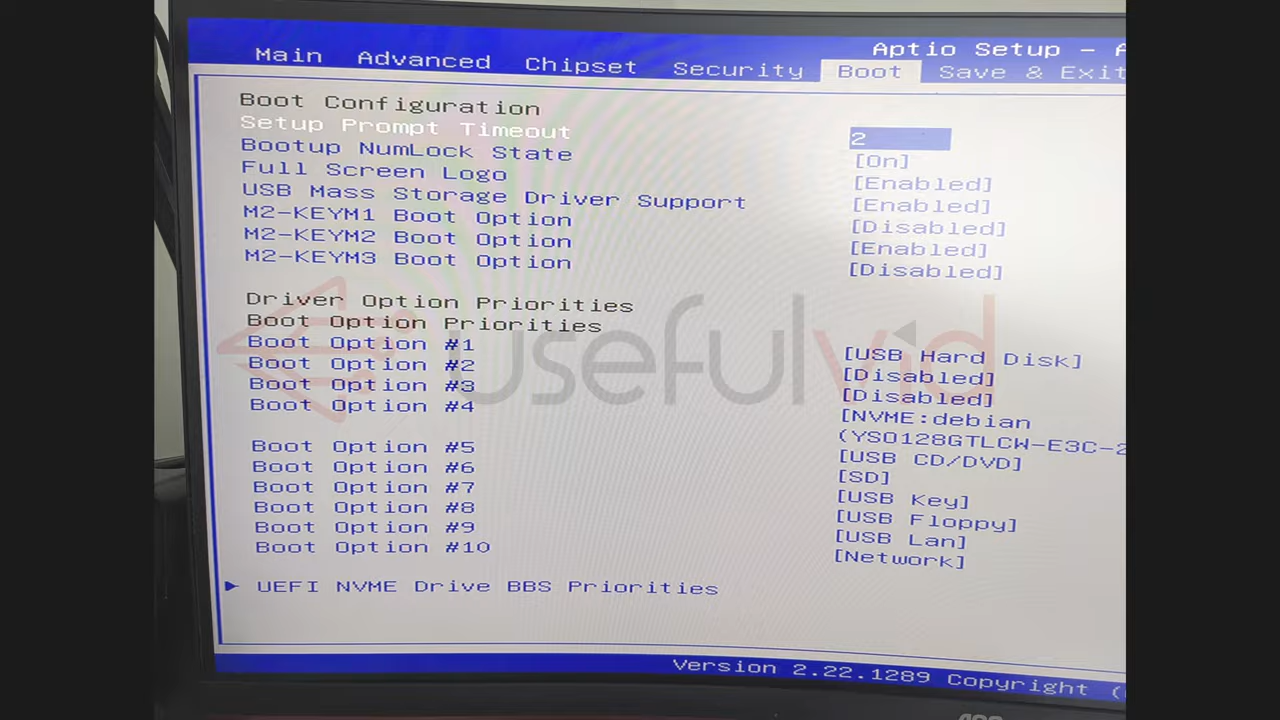 Aptio Setup – A
Main Advanced Chipset Security Boot Save & Exit
Boot Configuration
Setup Prompt Timeout 2
Bootup NumLock State [On]
Full Screen Logo [Enabled]
USB Mass Storage Driver Support [Enabled]
M2-KEYM1 Boot Option [Disabled]
M2-KEYM2 Boot Option [Enabled]
M2-KEYM3 Boot Option [Disabled]
Driver Option Priorities
Boot Option Priorities
Boot Option #1 [USB Hard Disk]
Boot Option #2 [Disabled]
Boot Option #3 [Disabled]
Boot Option #4 [NVME:debian
(YSO128GTLCW-E3C-2
Boot Option #5 [USB CD/DVD]
Boot Option #6 [SD]
Boot Option #7 [USB Key]
Boot Option #8 [USB Floppy]
Boot Option #9 [USB Lan]
Boot Option #10 [Network]
► UEFI NVME Drive BBS Priorities
Version 2.22.1289 Copyright (
usefulvid